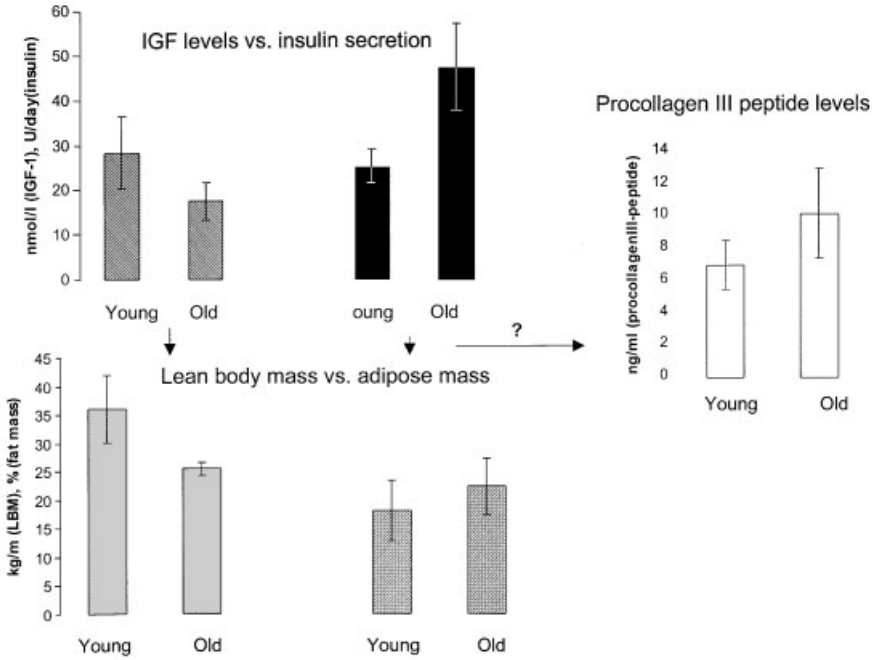 IGF levels vs. insulin secretion
nmol/l (IGF-1), U/day(insulin)
60
50
40
30
20
10
0
Young Old oung Old
Procollagen III peptide levels
ng/ml (procollagenIII-peptide)
14
12
10
8
6
4
2
0
Young Old
?
Lean body mass vs. adipose mass
kg/m (LBM), % (fat mass)
45
40
35
30
25
20
15
10
5
0
Young Old Young Old